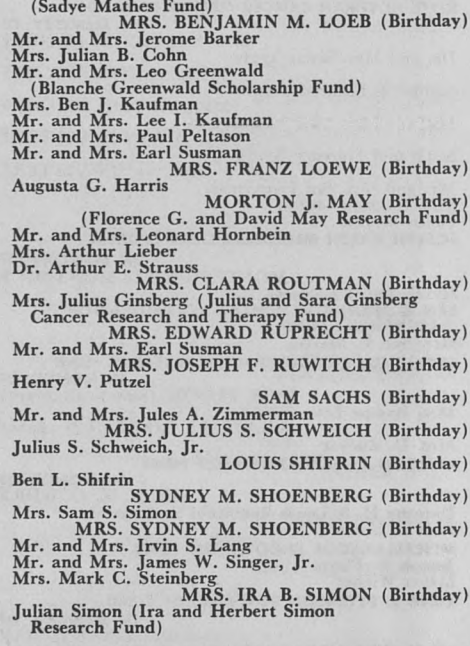 (Sadye Mathes Fund)
MRS. BENJAMIN M. LOEB (Birthday)
Mr. and Mrs. Jerome Barker
Mrs. Julian B. Cohn
Mr. and Mrs. Leo Greenwald
(Blanche Greenwald Scholarship Fund)
Mrs. Ben J. Kaufman
Mr. and Mrs. Lee I. Kaufman
Mr. and Mrs. Paul Peltason
Mr. and Mrs. Earl Susman
MRS. FRANZ LOEWE (Birthday)
Augusta G. Harris
MORTON J. MAY (Birthday)
(Florence G. and David May Research Fund)
Mr. and Mrs. Leonard Hornbein
Mrs. Arthur Lieber
Dr. Arthur E. Strauss
MRS. CLARA ROUTMAN (Birthday)
Mrs. Julius Ginsberg (Julius and Sara Ginsberg
Cancer Research and Therapy Fund)
MRS. EDWARD RUPRECHT (Birthday)
Mr. and Mrs. Earl Susman
MRS. JOSEPH F. RUWITCH (Birthday)
Henry V. Putzel
SAM SACHS (Birthday)
Mr. and Mrs. Jules A. Zimmerman
MRS. JULIUS S. SCHWEICH (Birthday)
Julius S. Schweich, Jr.
LOUIS SHIFRIN (Birthday)
Ben L. Shifrin
SYDNEY M. SHOENBERG (Birthday)
Mrs. Sam S. Simon
MRS. SYDNEY M. SHOENBERG (Birthday)
Mr. and Mrs. Irvin S. Lang
Mr. and Mrs. James W. Singer, Jr.
Mrs. Mark C. Steinberg
MRS. IRA B. SIMON (Birthday)
Julian Simon (Ira and Herbert Simon
Research Fund)